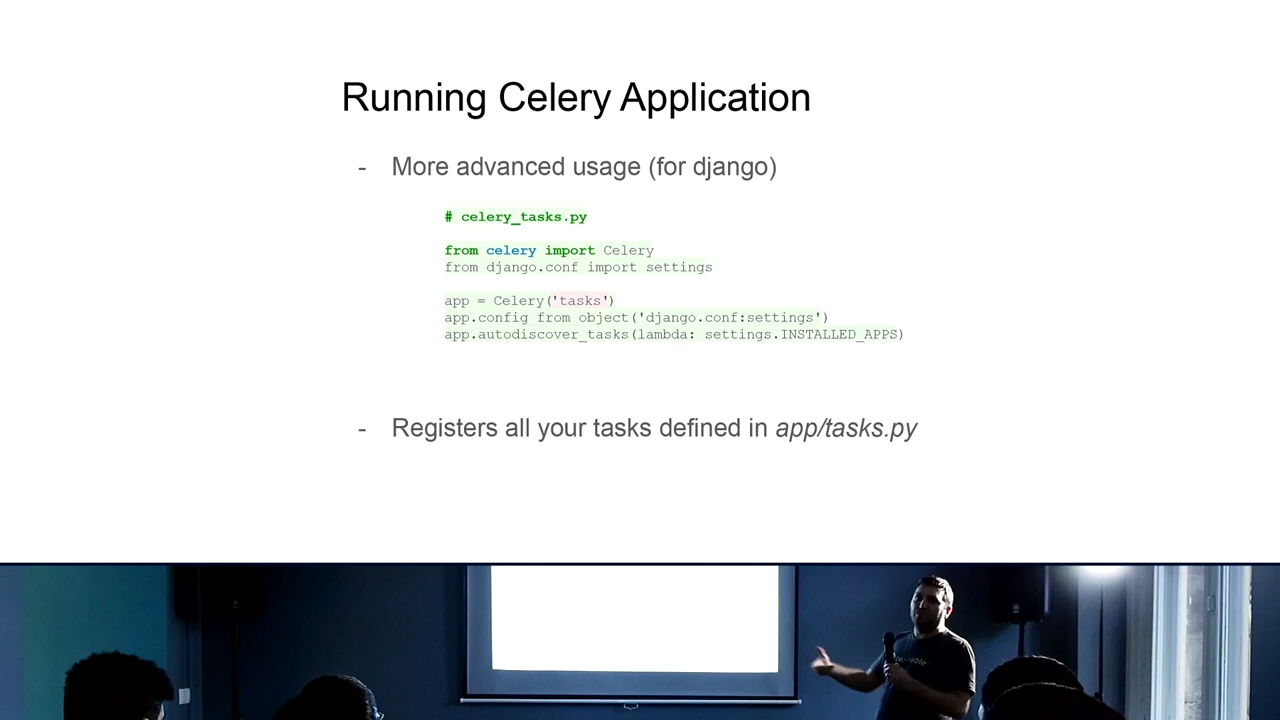 Running Celery Application
- More advanced usage (for django)
# celery_tasks.py
from celery import Celery
from django.conf import settings
app = Celery('tasks')
app.config from object('django.conf:settings')
app.autodiscover_tasks(lambda: settings.INSTALLED_APPS)
- Registers all your tasks defined in app/tasks.py